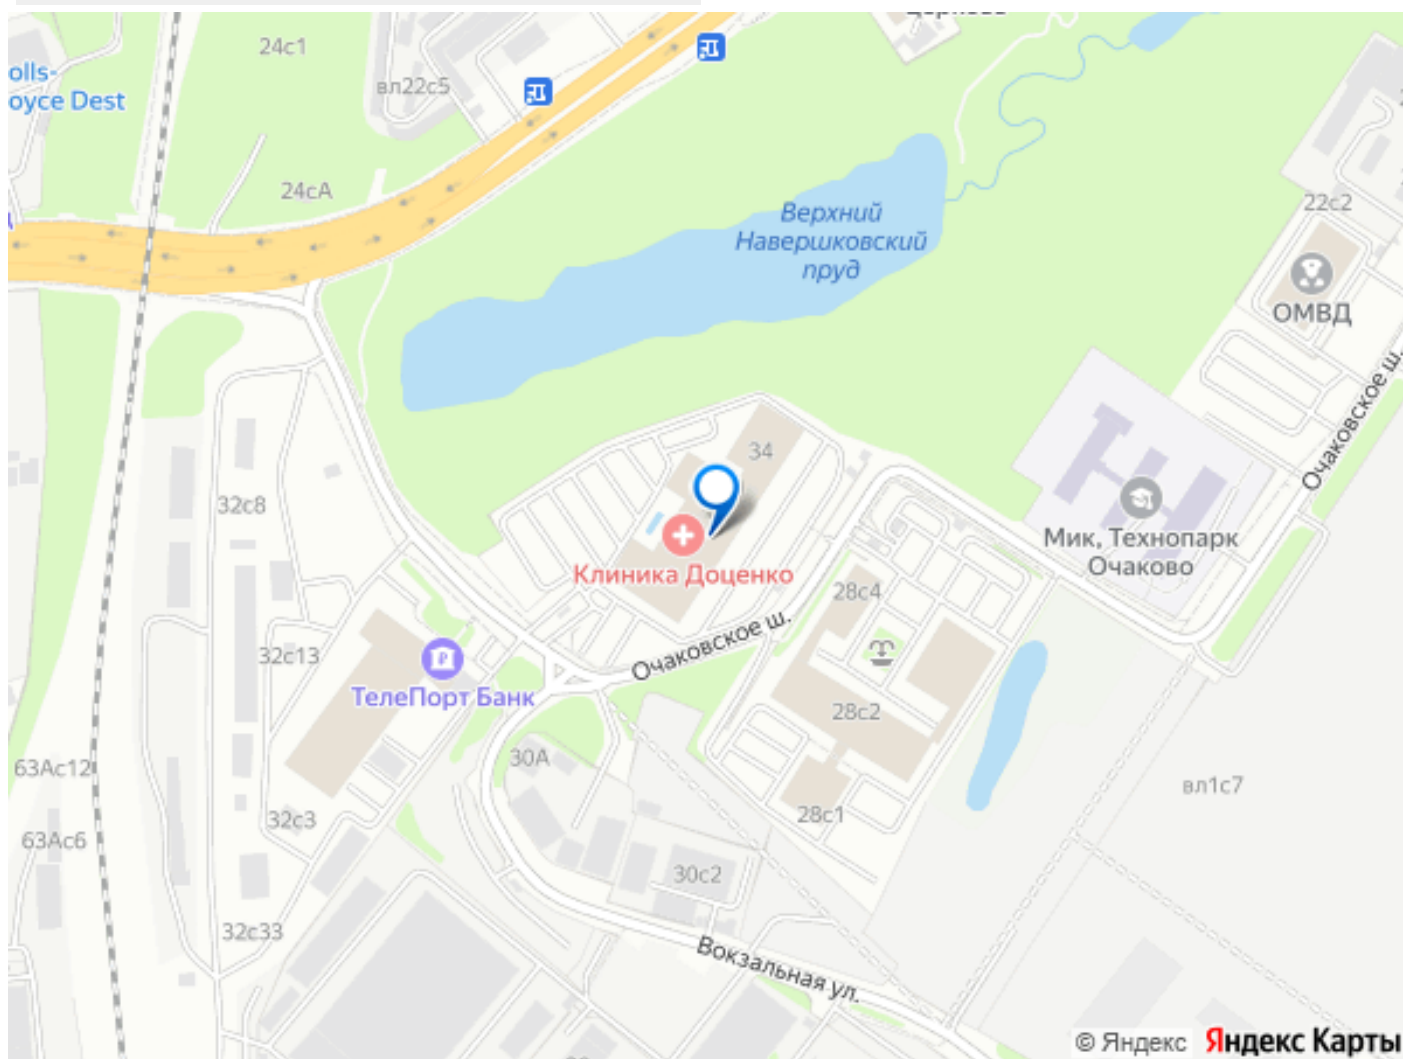 24с1
olls-
oyce Dest
вл22с5
24сА
22с2
Верхний
Навершковский
пруд
ОМВД
Очаковское ш.
34
32с8
Мик, Технопарк
Очаково
Клиника Доценко
28с4
Очаковское ш.
32с13
ТелеПорт Банк
28с2
30А
63Ас12
вл1с7
28с1
32с3
63Ас6
30с2
32с33
Вокзальная ул.
© Яндекс Яндекс Карты